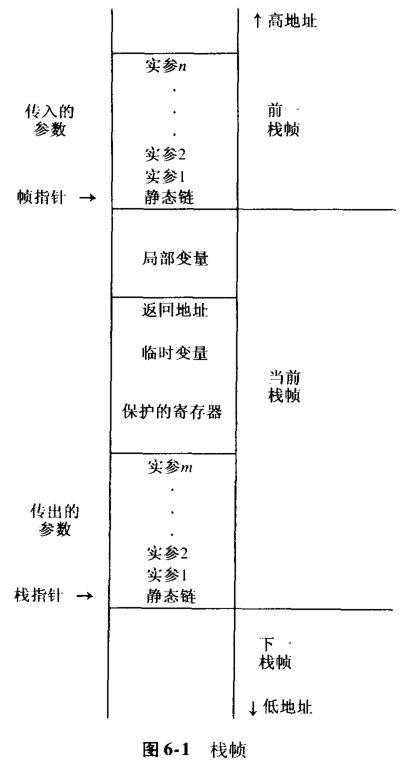 ↑高地址
实参n
.
传入的
参数
.
前一
栈帧
.
实参2
实参1
帧指针 →
静态链
局部变量
返回地址
临时变量
当前
栈帧
保护的寄存器
实参m
.
传出的
参数
.
.
实参2
实参1
栈指针 →
静态链
下一
栈帧
↓低地址
图6-1 栈帧